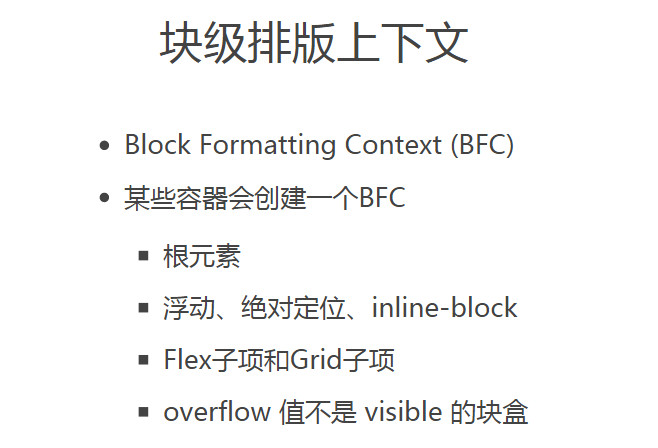 块级排版上下文
Block Formatting Context (BFC)
某些容器会创建一个BFC
根元素
浮动、绝对定位、inline-block
Flex子项和Grid子项
overflow 值不是 visible 的块盒